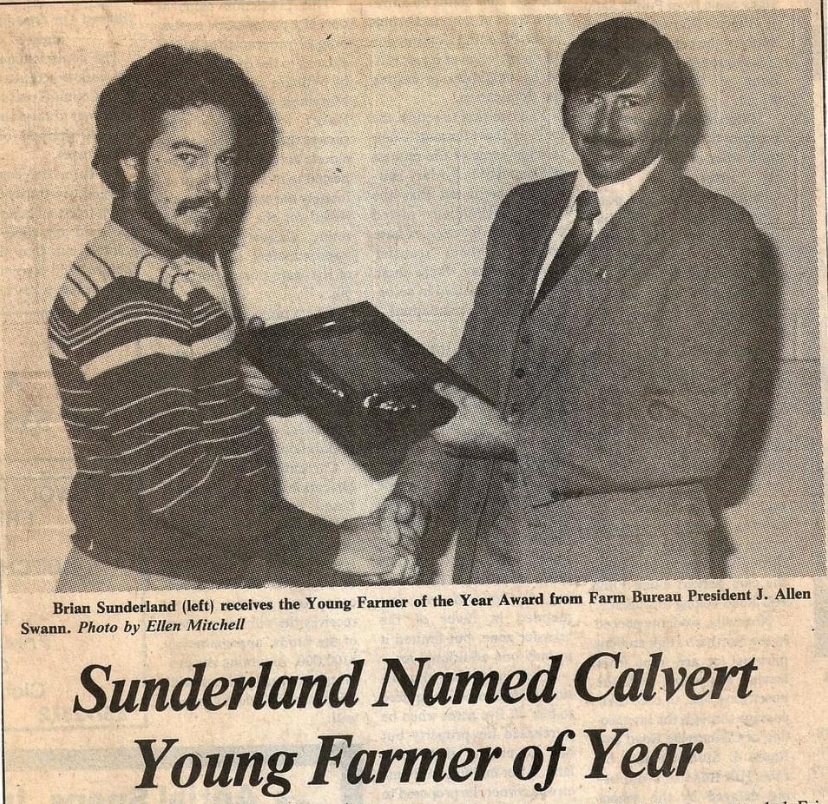 Brian Sunderland (left) receives the Young Farmer of the Year Award from Farm Bureau President J. Allen
Swann. Photo by Ellen Mitchell
Sunderland Named Calvert
Young Farmer of Year